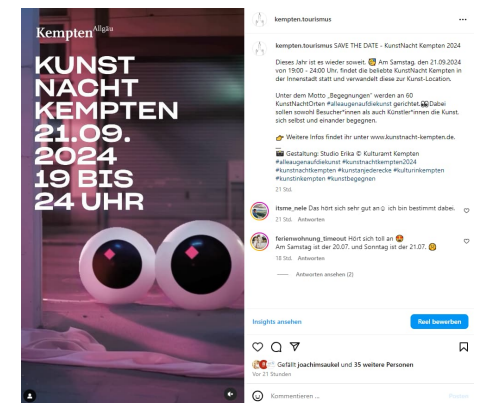 Kempten Allgäu
KUNST
NACHT
KEMPTEN
21.09.
2024
19 BIS
24 UHR
kempten.tourismus
kempten.tourismus SAVE THE DATE - KunstNacht Kempten 2024
Dieses Jahr ist es wieder soweit. 🥳 Am Samstag, den 21.09.2024
von 19:00 - 24:00 Uhr. findet die beliebte KunstNacht Kempten in
der Innenstadt statt und verwandelt diese zur Kunst-Location.
Unter dem Motto „Begegnungen" werden an 60
KunstNachtOrten #alleaugenaufdiekunst gerichtet.👀Dabei
sollen sowohl Besucher*innen als auch Künstler*innen die Kunst,
sich selbst und einander begegnen.
👉 Weitere Infos findet ihr unter www.kunstnacht-kempten.de.
...
🎬 Gestaltung: Studio Erika © Kulturamt Kempten
#alleaugenaufdiekunst #kunstnachtkempten2024
#kunstnachtkempten #kunstanjederecke #kulturinkempten
#kunstinkempten #kunstbegegnen
21 Std.
itsme_nele Das hört sich sehr gut an ich bin bestimmt dabei.
21 Std. Antworten
ferienwohnung_timeout Hört sich toll an 😍
Am Samstag ist der 20.07. und Sonntag ist der 21.07.
18 Std. Antworten
Antworten ansehen (2)
Insights ansehen
Reel bewerben
Gefällt joachimsaukel und 35 weitere Personen
Vor 21 Stunden
Kommentieren ...
Posten